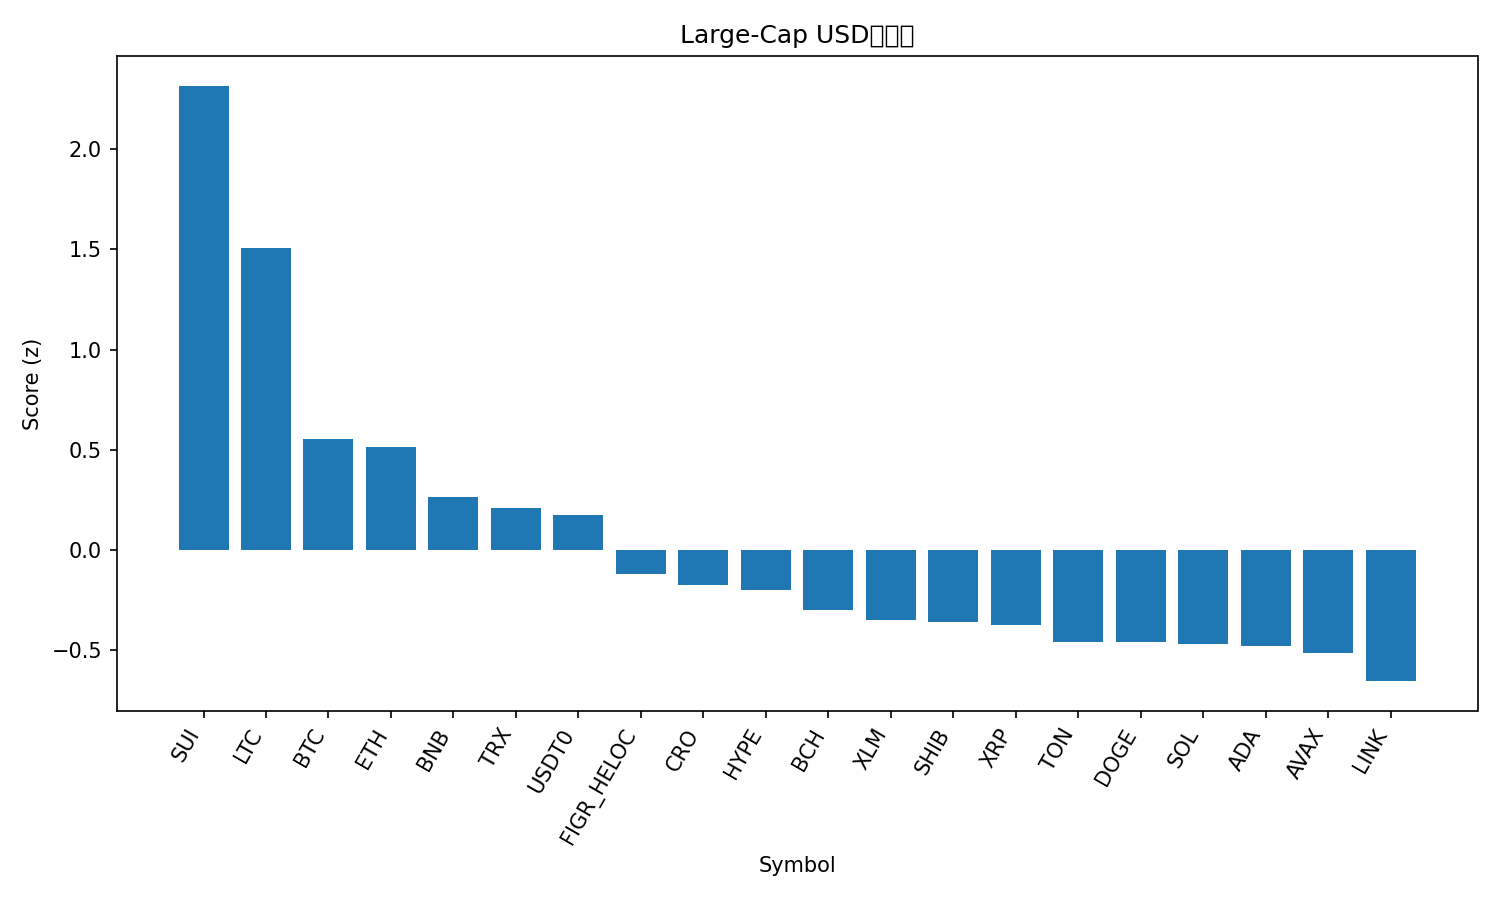 Large-Cap USD
Score (z)
2.0
1.5
1.0
0.5
0.0
−0.5
SUI
LTC
BTC
ETH
BNB
TRX
USDT0
FIGR_HELOC
CRO
HYPE
BCH
XLM
SHIB
XRP
TON
DOGE
SOL
ADA
AVAX
LINK
Symbol